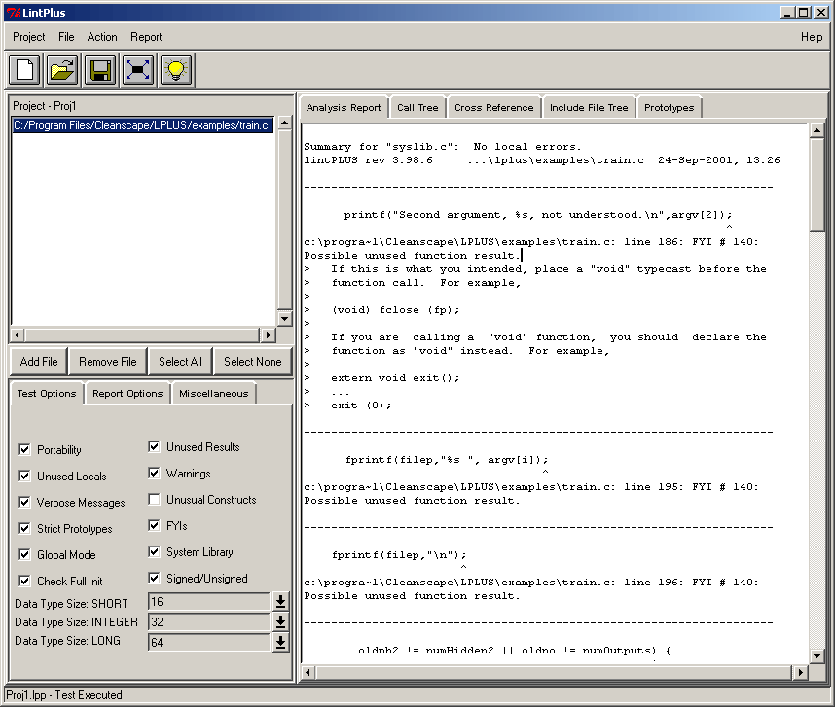 LintPlus
Project File Action Report Help
Project - Proj1
C:/Program Files/Cleanscape/LPLUS/examples/train.c
Add File Remove File Select All Select None
Test Options Report Options Miscellaneous
Portability
Unused Locals
Verbose Messages
Strict Prototypes
Global Mode
Check Full Init
Unused Results
Warnings
Unusual Constructs
FYIs
System Library
Signed/Unsigned
Data Type Size: SHORT 16
Data Type Size: INTEGER 32
Data Type Size: LONG 64
Analysis Report Call Tree Cross Reference Include File Tree Prototypes
Summary for "syslib.c": No local errors.
lintPLUS rev 3.98.6 ...\lplus\examples\train.c 24-Sep-2001, 13.26
----------------------------------------------------------------------
printf("Second argument, %s, not understood.\n",argv[2]);
^
c:\progra~1\Cleanscape\LPLUS\examples\train.c: line 186: FYI # 140:
Possible unused function result.
> If this is what you intended, place a "void" typecast before the
> function call. For example,
>
> (void) fclose (fp);
>
> If you are calling a 'void' function, you should declare the
> function as 'void" instead. For example,
>
> extern void exit();
> ...
> exit (0);
----------------------------------------------------------------------
fprintf(filep,"%s ", argv[i]);
^
c:\progra~1\Cleanscape\LPLUS\examples\train.c: line 195: FYI # 140:
Possible unused function result.
----------------------------------------------------------------------
fprintf(filep,"\n");
^
c:\progra~1\Cleanscape\LPLUS\examples\train.c: line 196: FYI # 140:
Possible unused function result.
----------------------------------------------------------------------
oldnh2 != numHidden2 || oldno != numOutputs) {
Proj1.lpp - Test Executed